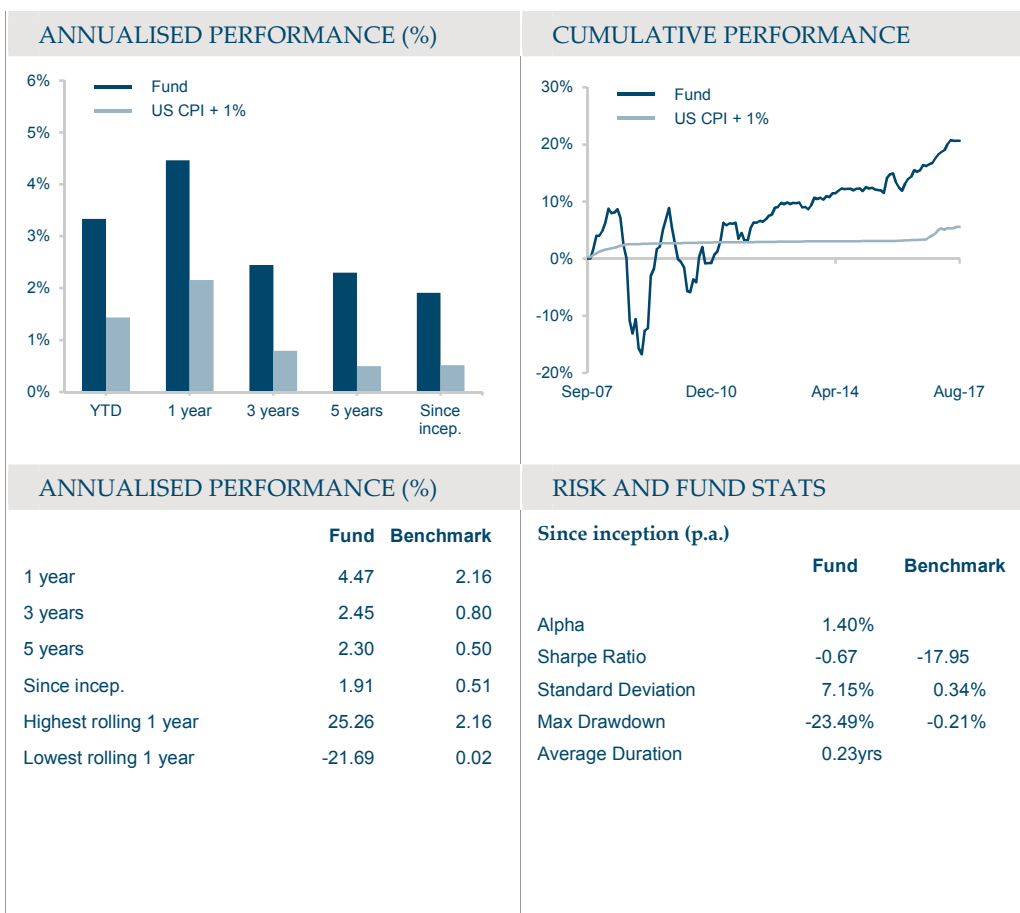 ANNUALISED PERFORMANCE (%)
6%
5%
4%
3%
2%
1%
0%
Fund
US CPI + 1%
YTD
1 year
3 years
5 years
Since
incep.
CUMULATIVE PERFORMANCE
30%
20%
10%
0%
-10%
-20%
Fund
US CPI + 1%
Sep-07
Dec-10
Apr-14
Aug-17
ANNUALISED PERFORMANCE (%)
Fund Benchmark
1 year 4.47 2.16
3 years 2.45 0.80
5 years 2.30 0.50
Since incep. 1.91 0.51
Highest rolling 1 year 25.26 2.16
Lowest rolling 1 year -21.69 0.02
RISK AND FUND STATS
Since inception (p.a.)
Fund Benchmark
Alpha 1.40%
Sharpe Ratio -0.67 -17.95
Standard Deviation 7.15% 0.34%
Max Drawdown -23.49% -0.21%
Average Duration 0.23yrs